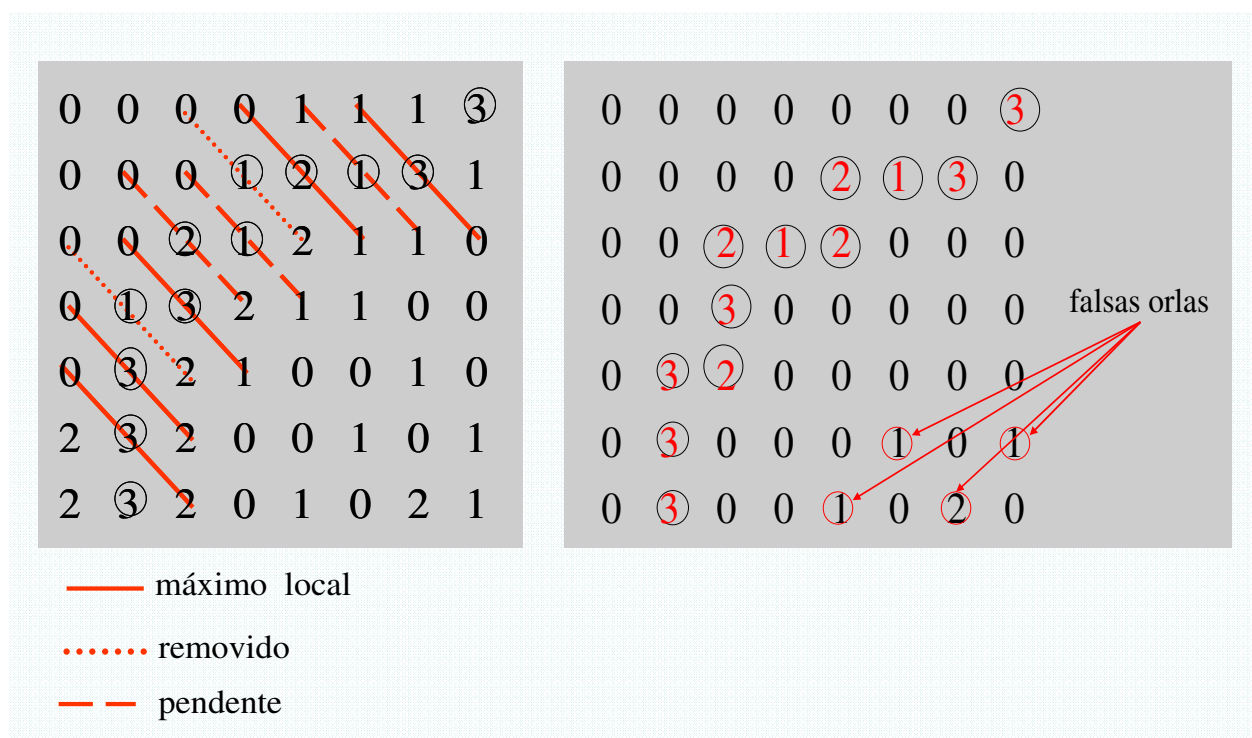 0 0 0 0 1 1 1 3
0 0 0 1 2 1 3 1
0 0 2 1 2 1 1 0
0 1 3 2 1 1 0 0
0 3 2 1 0 0 1 0
2 3 2 0 0 1 0 1
2 3 2 0 1 0 2 1
0 0 0 0 0 0 0 3
0 0 0 0 2 1 3 0
0 0 2 1 2 0 0 0
0 0 3 0 0 0 0 0
0 3 2 0 0 0 0 0
0 3 0 0 0 1 0 1
0 3 0 0 1 0 2 0
falsas orlas
máximo local
removido
pendente